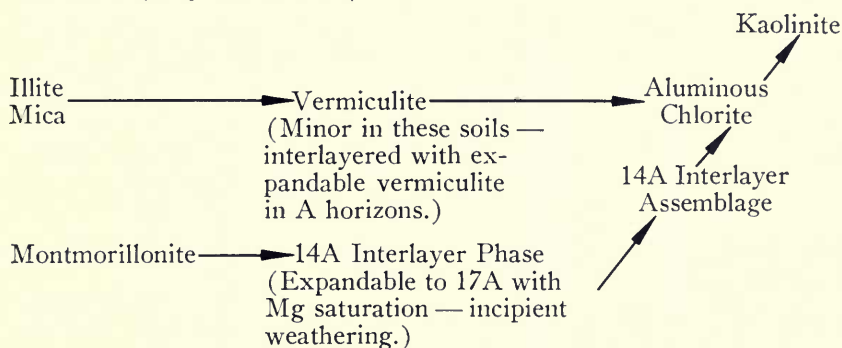 Kaolinite
Illite
Mica
Vermiculite
(Minor in these soils —
interlayered with ex-
pandable vermiculite
in A horizons.)
Aluminous
Chlorite
14A Interlayer
Assemblage
Montmorillonite
14A Interlayer Phase
(Expandable to 17A with
Mg saturation — incipient
weathering.)